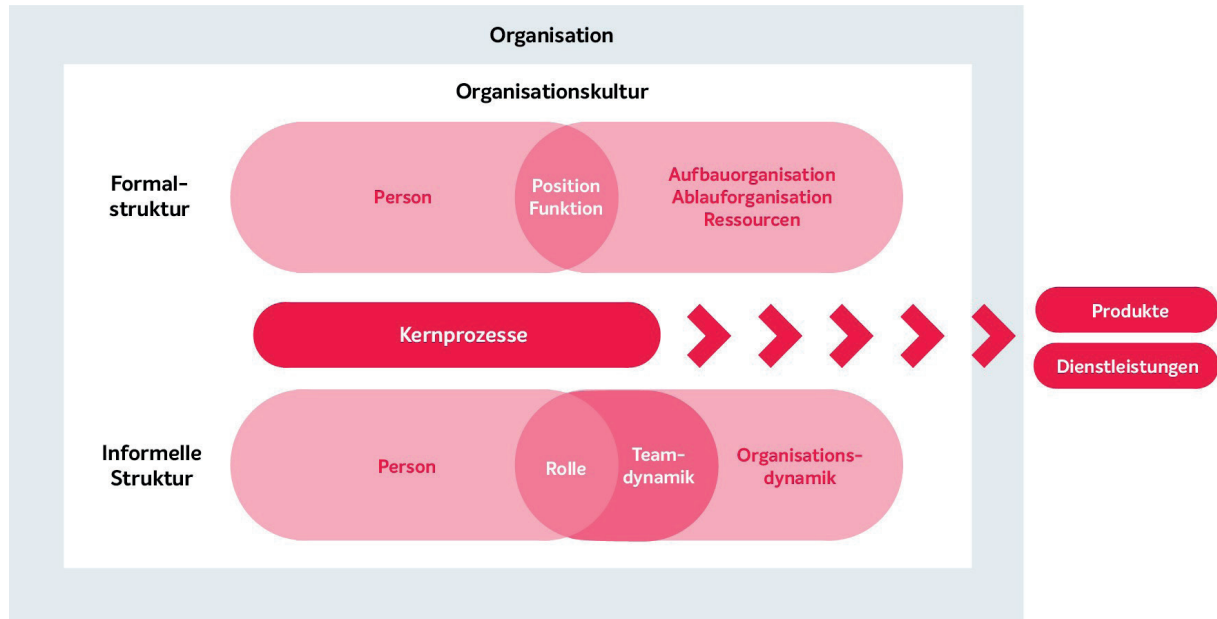 Organisation
Organisationskultur
Formal-
struktur
Person
Position
Funktion
Aufbauorganisation
Ablauforganisation
Ressourcen
Kernprozesse
Produkte
Dienstleistungen
Informelle
Struktur
Person
Rolle
Team-
dynamik
Organisations-
dynamik